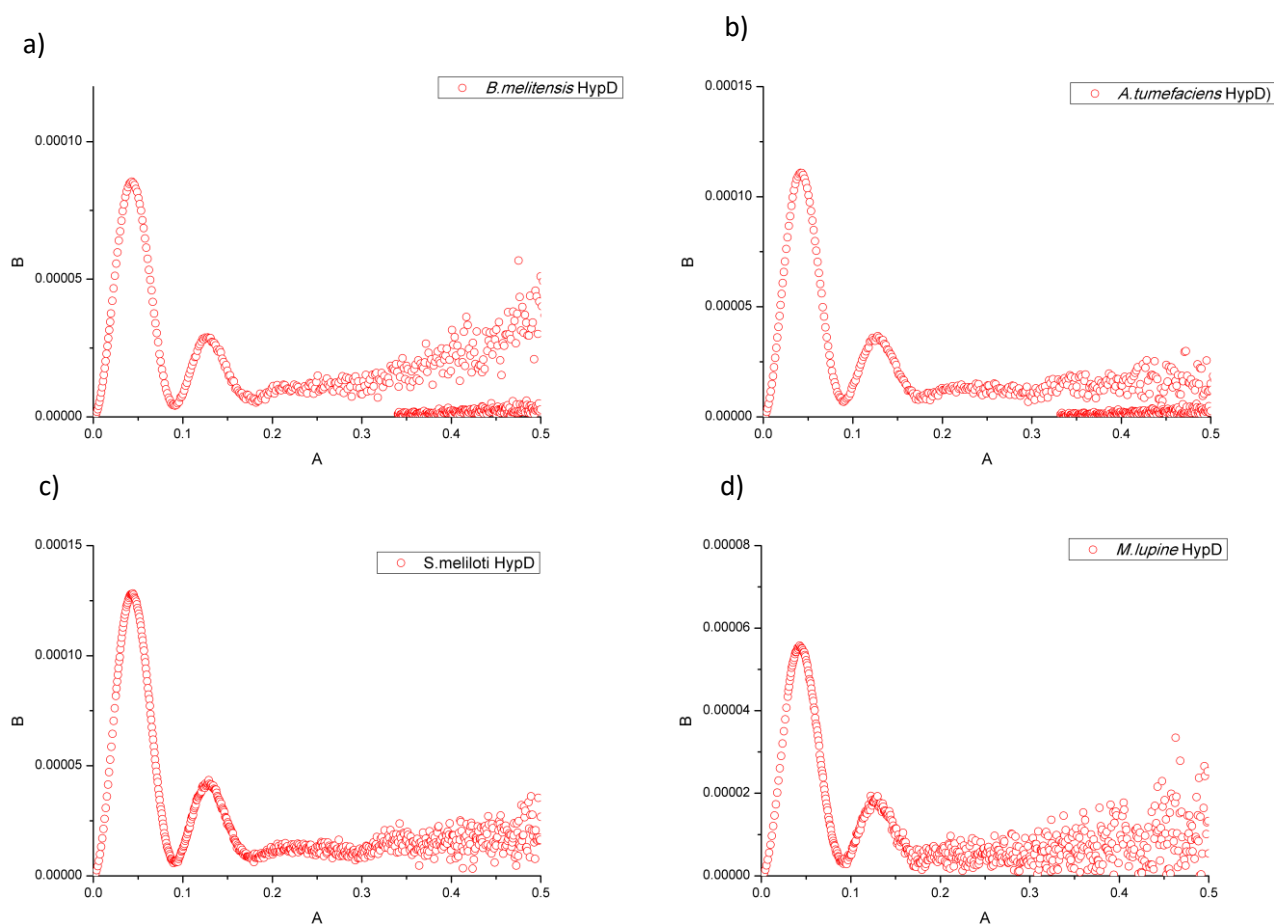 a)
B.melitensis HypD
0.00010
0.00005
0.00000
B
0.0 0.1 0.2 0.3 0.4 0.5
A
b)
A.tumefaciens HypD)
0.00015
0.00010
0.00005
0.00000
B
0.0 0.1 0.2 0.3 0.4 0.5
A
c)
S.meliloti HypD
0.00015
0.00010
0.00005
0.00000
B
0.0 0.1 0.2 0.3 0.4 0.5
A
d)
M.lupine HypD
0.00008
0.00006
0.00004
0.00002
0.00000
B
0.0 0.1 0.2 0.3 0.4 0.5
A